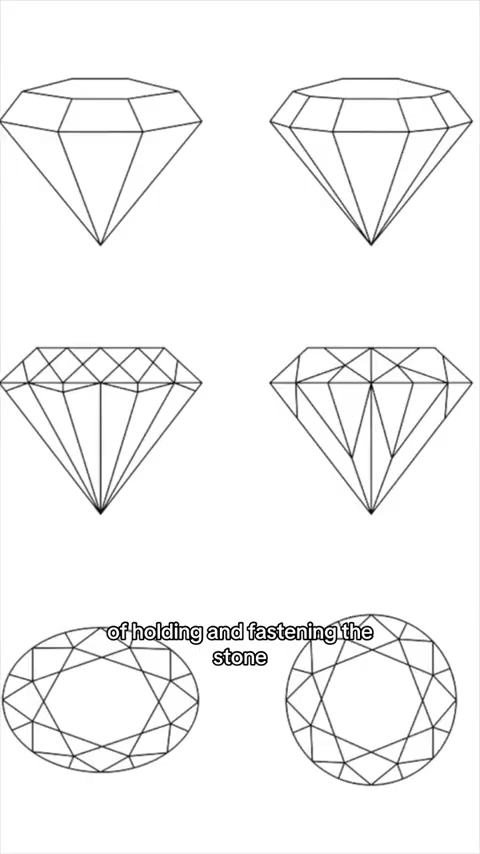 of holding and fastening the
stone